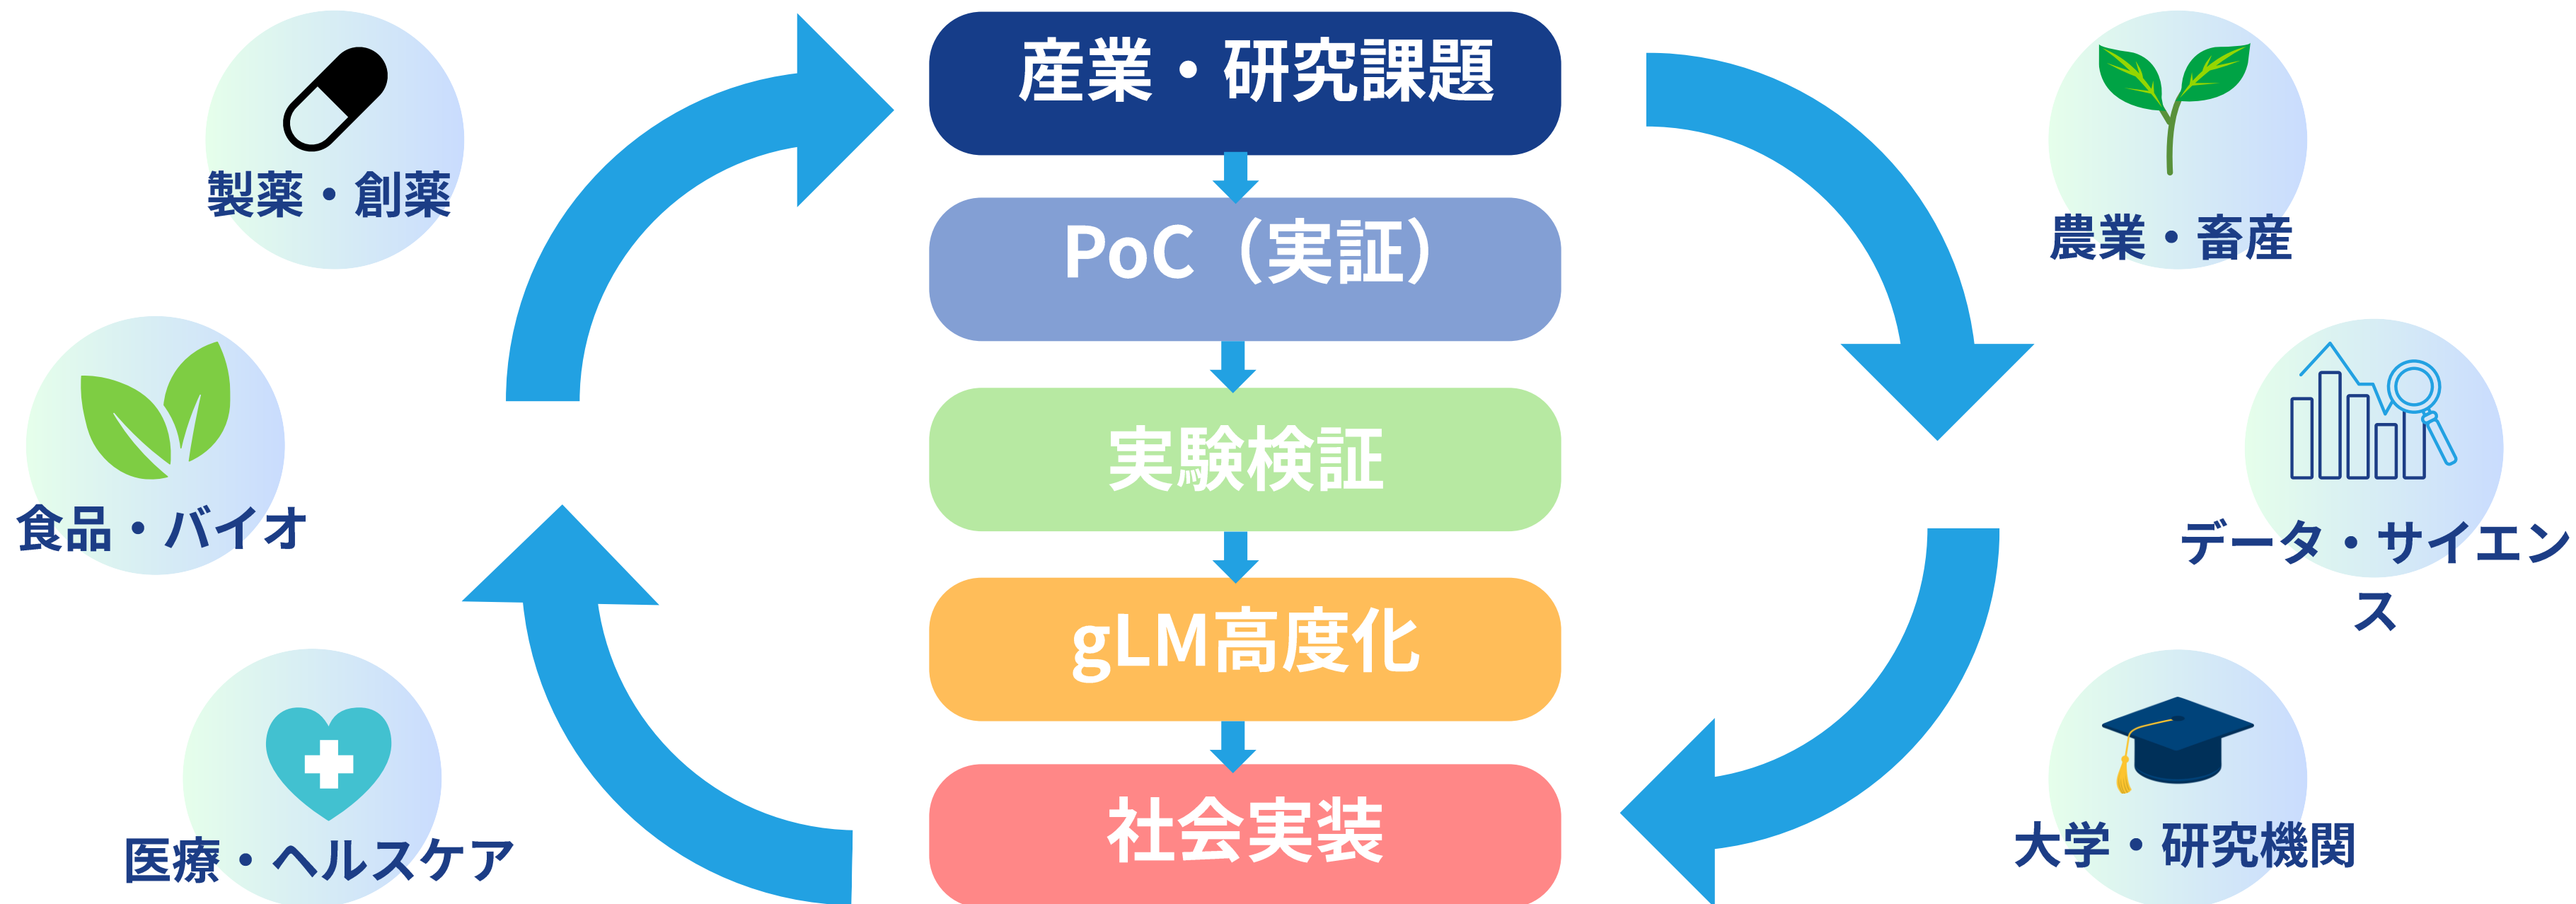 産業・研究課題
PoC（実証）
実験検証
gLM高度化
社会実装
製薬・創薬
食品・バイオ
医療・ヘルスケア
農業・畜産
データ・サイエン
ス
大学・研究機関